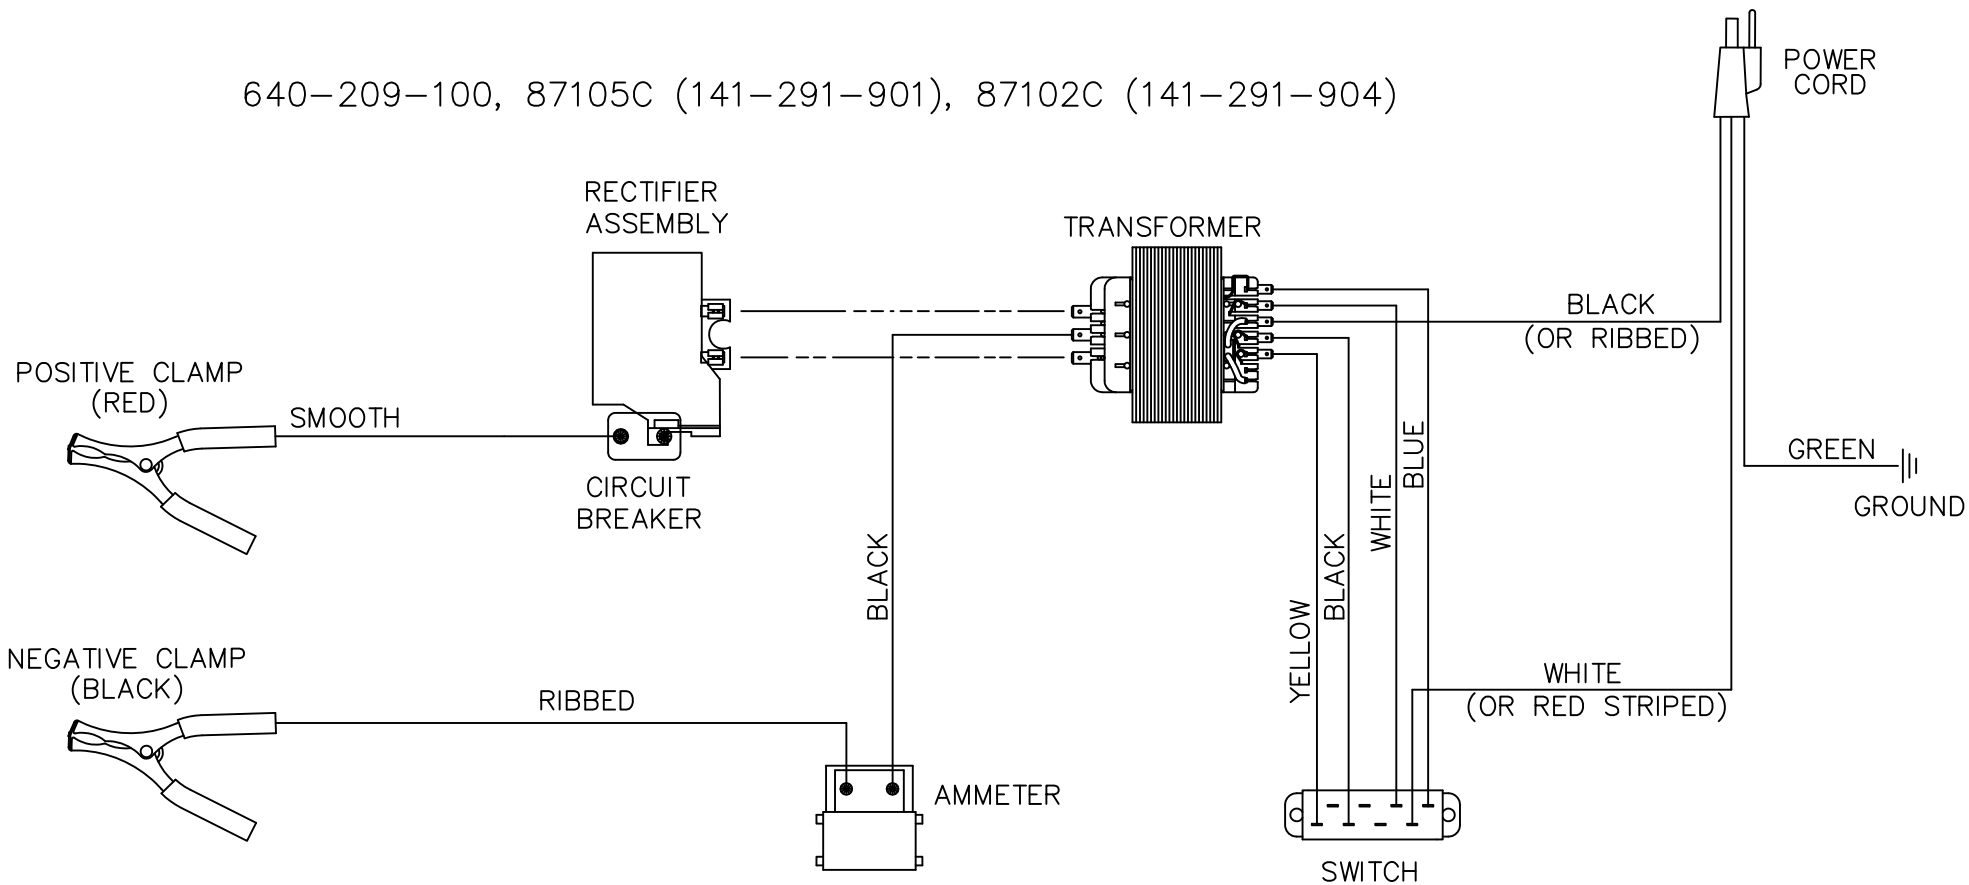 640-209-100, 87105C (141-291-901), 87102C (141-291-904)
POWER
CORD
RECTIFIER
ASSEMBLY
TRANSFORMER
BLACK
(OR RIBBED)
POSITIVE CLAMP
(RED)
SMOOTH
GREEN
GROUND
CIRCUIT
BREAKER
BLACK
YELLOW
BLACK
WHITE
BLUE
NEGATIVE CLAMP
(BLACK)
RIBBED
WHITE
(OR RED STRIPED)
AMMETER
SWITCH